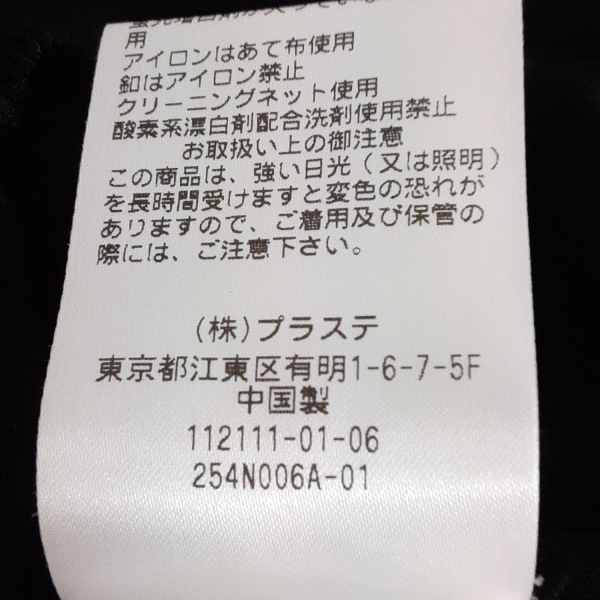 用
アイロンはあて布使用
釦はアイロン禁止
クリーニングネット使用
酸素系漂白剤配合洗剤使用禁止
お取扱い上の御注意
この商品は、強い日光(又は照明)
を長時間受けますと変色の恐れが
ありますので、ご着用及び保管の
際には、ご注意下さい。
(株)プラステ
東京都江東区有明1-6-7-5F
中国製
112111-01-06
254N006A-01